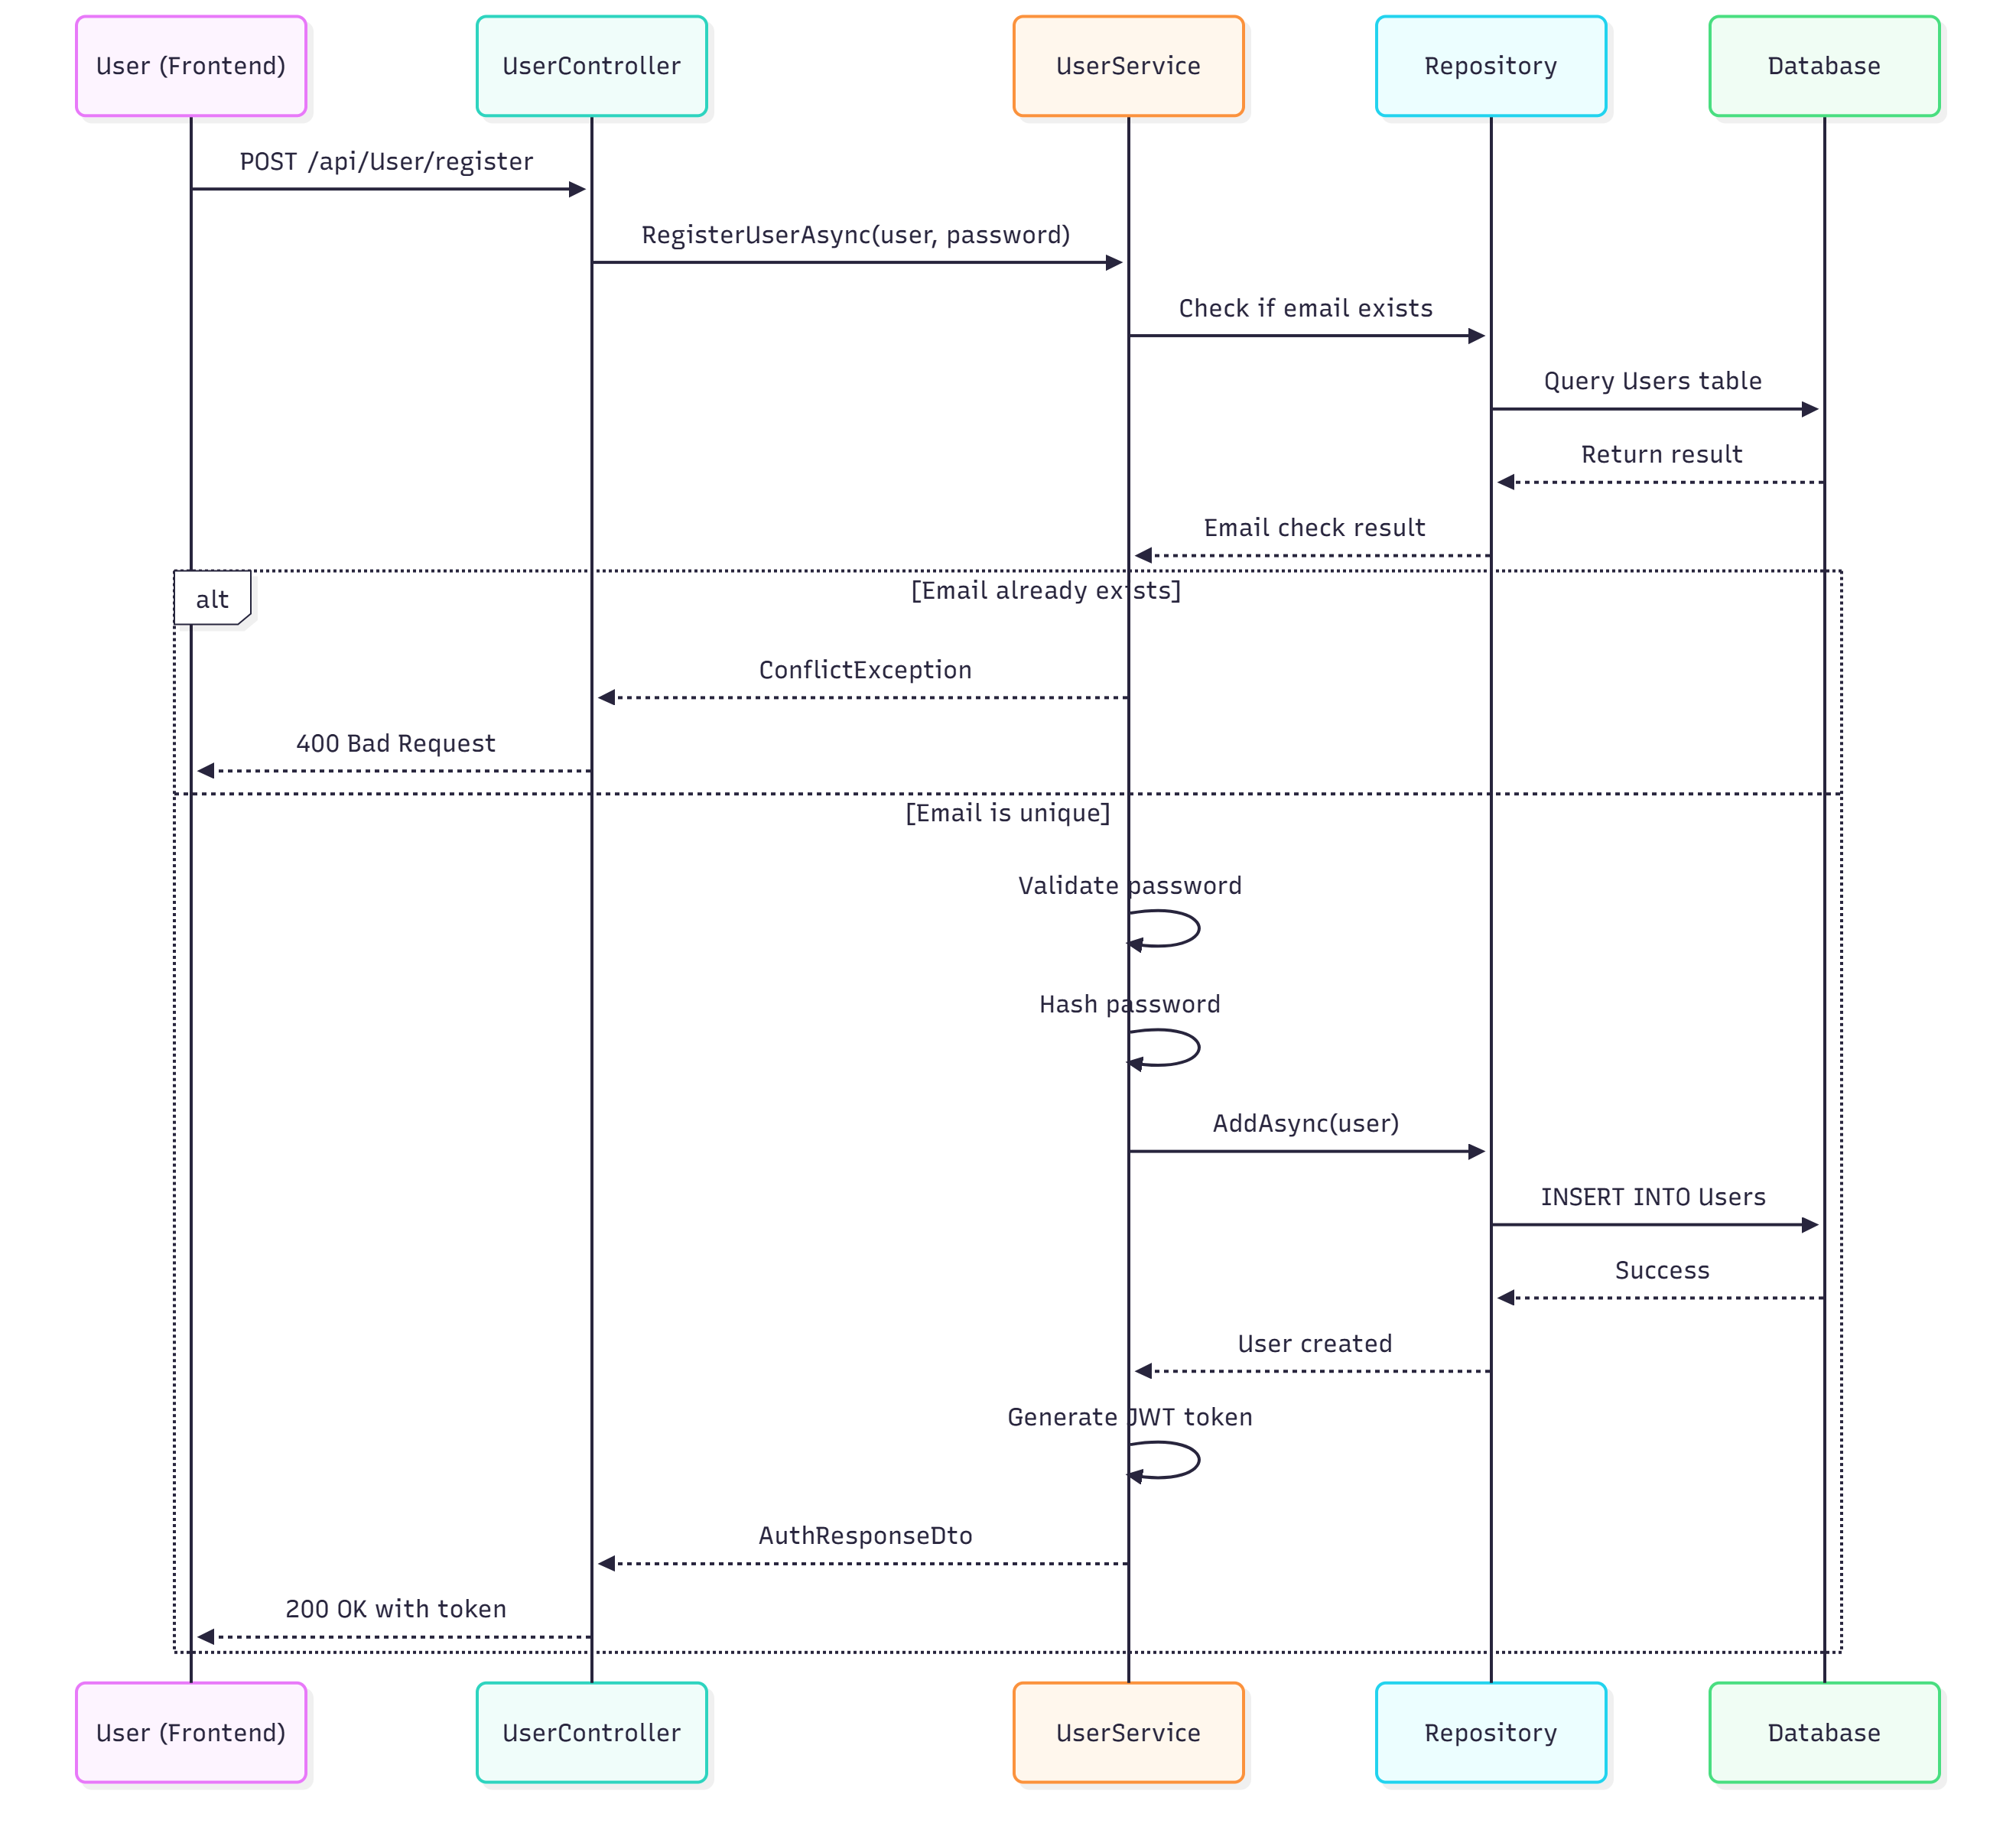 User (Frontend)
UserController
UserService
Repository
Database
POST /api/User/register
RegisterUserAsync(user, password)
Check if email exists
Query Users table
Return result
Email check result
alt
[Email already exists]
ConflictException
400 Bad Request
[Email is unique]
Validate password
Hash password
AddAsync(user)
INSERT INTO Users
Success
User created
Generate JWT token
AuthResponseDto
200 OK with token
User (Frontend)
UserController
UserService
Repository
Database